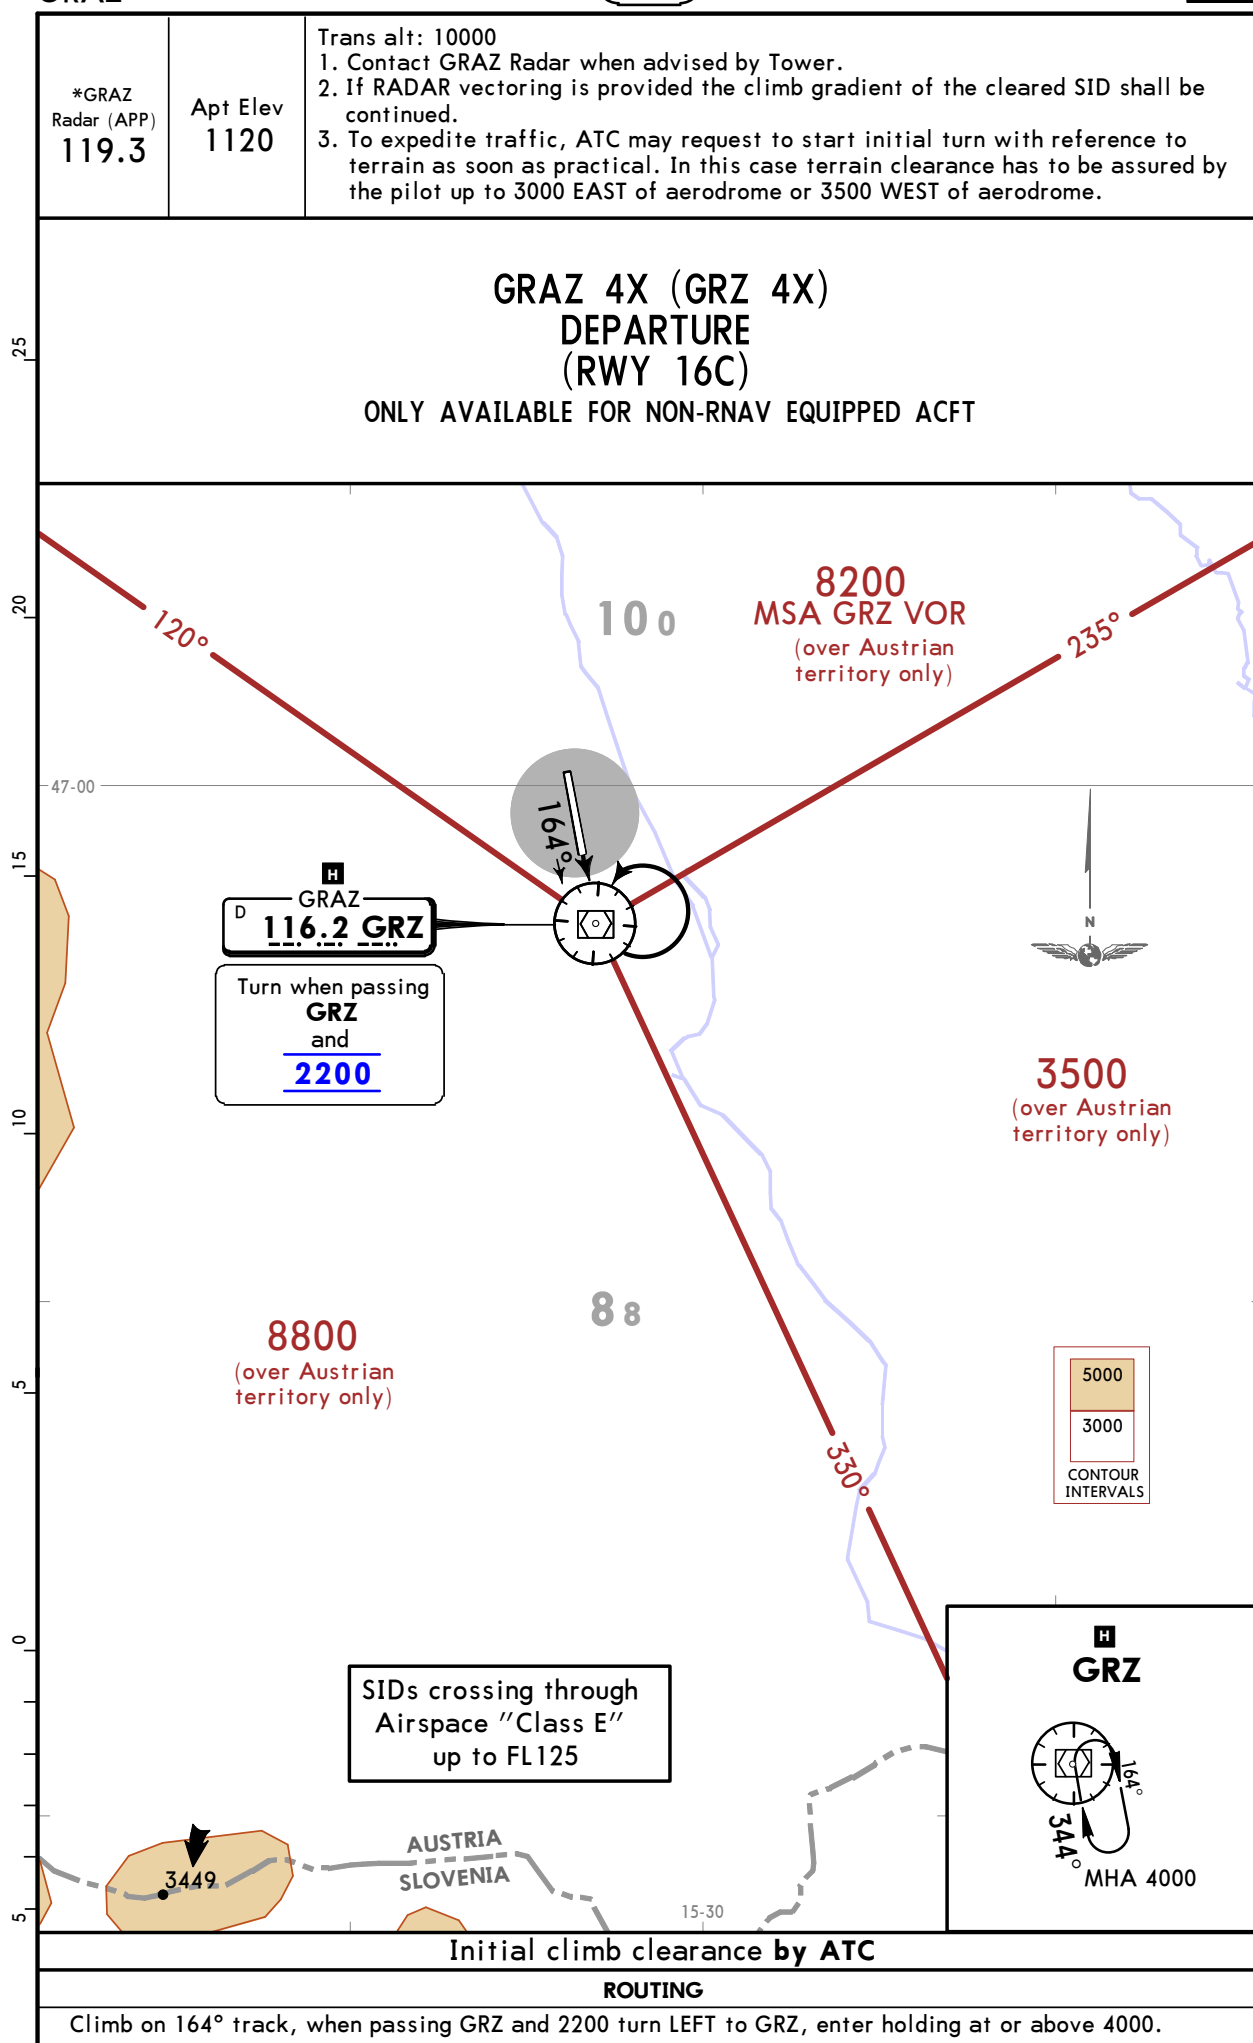 *GRAZ
Radar (APP)
119.3
Apt Elev
1120
Trans alt: 10000
1. Contact GRAZ Radar when advised by Tower.
2. If RADAR vectoring is provided the climb gradient of the cleared SID shall be
continued.
3. To expedite traffic, ATC may request to start initial turn with reference to
terrain as soon as practical. In this case terrain clearance has to be assured by
the pilot up to 3000 EAST of aerodrome or 3500 WEST of aerodrome.
GRAZ 4X (GRZ 4X)
DEPARTURE
(RWY 16C)
ONLY AVAILABLE FOR NON-RNAV EQUIPPED ACFT
25
20
15
10
5
0
5
120°
100
8200
MSA GRZ VOR
(over Austrian
territory only)
235°
47-00
164°
H
GRAZ
D 116.2 GRZ
Turn when passing
GRZ
and
2200
N
3500
(over Austrian
territory only)
88
8800
(over Austrian
territory only)
330°
5000
3000
CONTOUR
INTERVALS
SIDs crossing through
Airspace "Class E"
up to FL125
H
GRZ
164°
344°
MHA 4000
AUSTRIA
SLOVENIA
3449
15-30
Initial climb clearance by ATC
ROUTING
Climb on 164° track, when passing GRZ and 2200 turn LEFT to GRZ, enter holding at or above 4000.